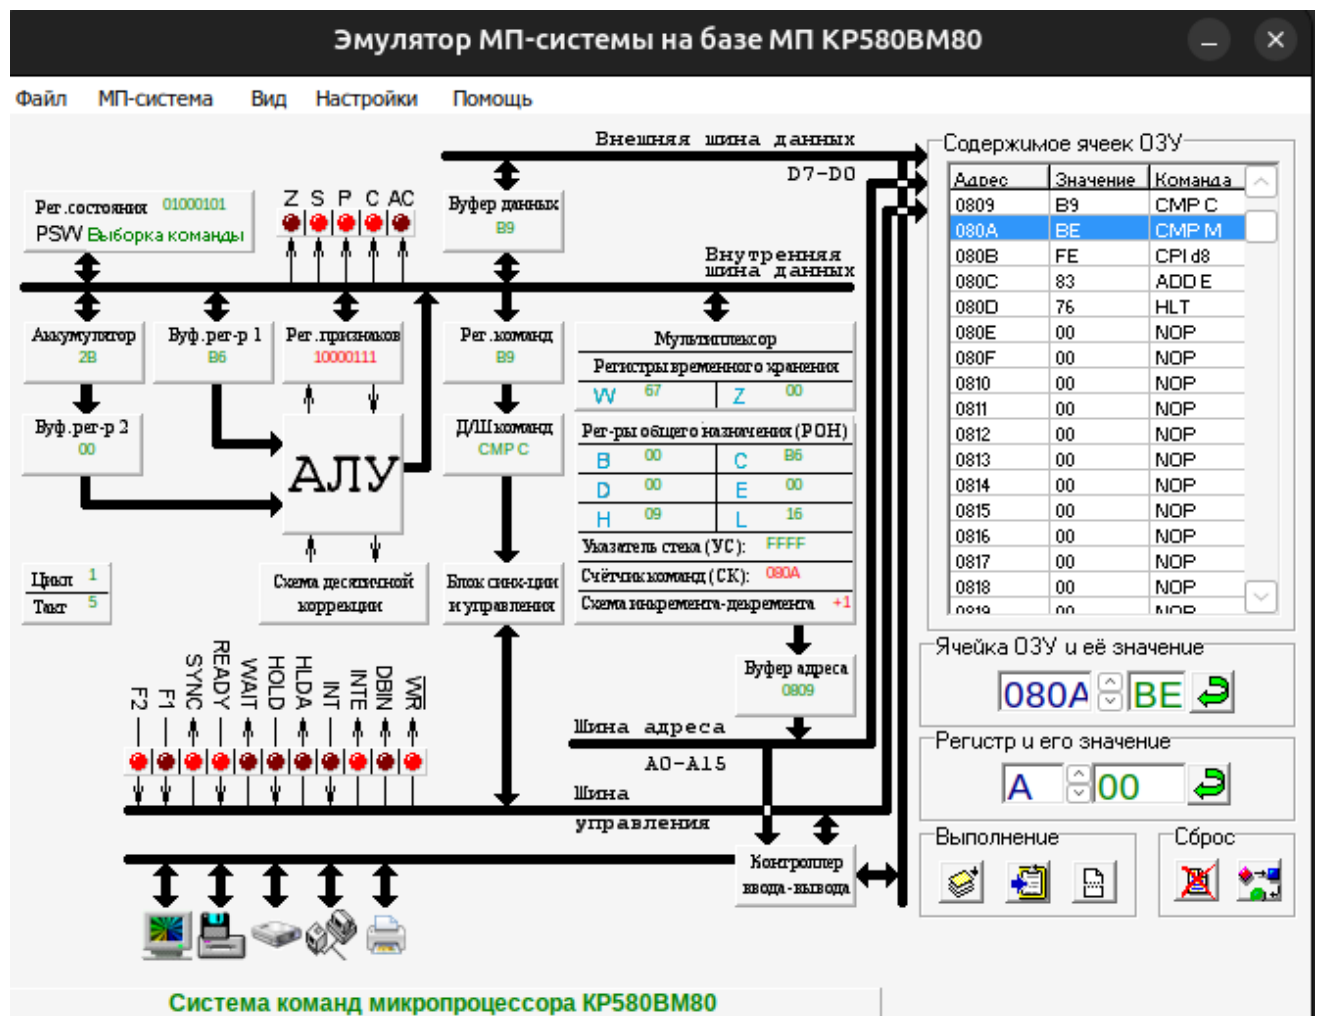 Эмулятор МП-системы на базе МП КР580ВМ80
Файл МП-система Вид Настройки Помощь
Внешняя шина данных
D7-D0
Рег.состояния 01000101
PSW Выборка команды
Z S P C AC
Буфер данных
B9
Внутренняя
шина данных
Аккумулятор
2B
Буф.рег-р 1
B6
Рег.признаков
10000111
Рег.команд
B9
Мультиплексор
Регистры временного хранения
W 67 Z 00
Буф.рег-р 2
00
АЛУ
Д/Ш команд
CMP C
Рег-ры общего назначения (РОН)
B 00 C B6
D 00 E 00
H 09 L 16
Указатель стека (УС): FFFF
Счётчик команд (СК): 080A
Схема инкремента-декремента +1
Цикл 1
Такт 5
Схема десятичной
коррекции
Блок синх-ции
и управления
Буфер адреса
0809
F2 F1 SYNC READY WAIT HOLD HLDA INT INTE DBIN WR
Шина адреса
A0-A15
Шина
управления
Контроллер
ввода-вывода
Система команд микропроцессора КР580ВМ80
Содержимое ячеек ОЗУ
Адрес Значение Команда
0809 B9 CMP C
080A BE CMP M
080B FE CPI d8
080C 83 ADD E
080D 76 HLT
080E 00 NOP
080F 00 NOP
0810 00 NOP
0811 00 NOP
0812 00 NOP
0813 00 NOP
0814 00 NOP
0815 00 NOP
0816 00 NOP
0817 00 NOP
0818 00 NOP
0819 00 NOP
Ячейка ОЗУ и её значение
080A BE
Регистр и его значение
A 00
Выполнение
Сброс